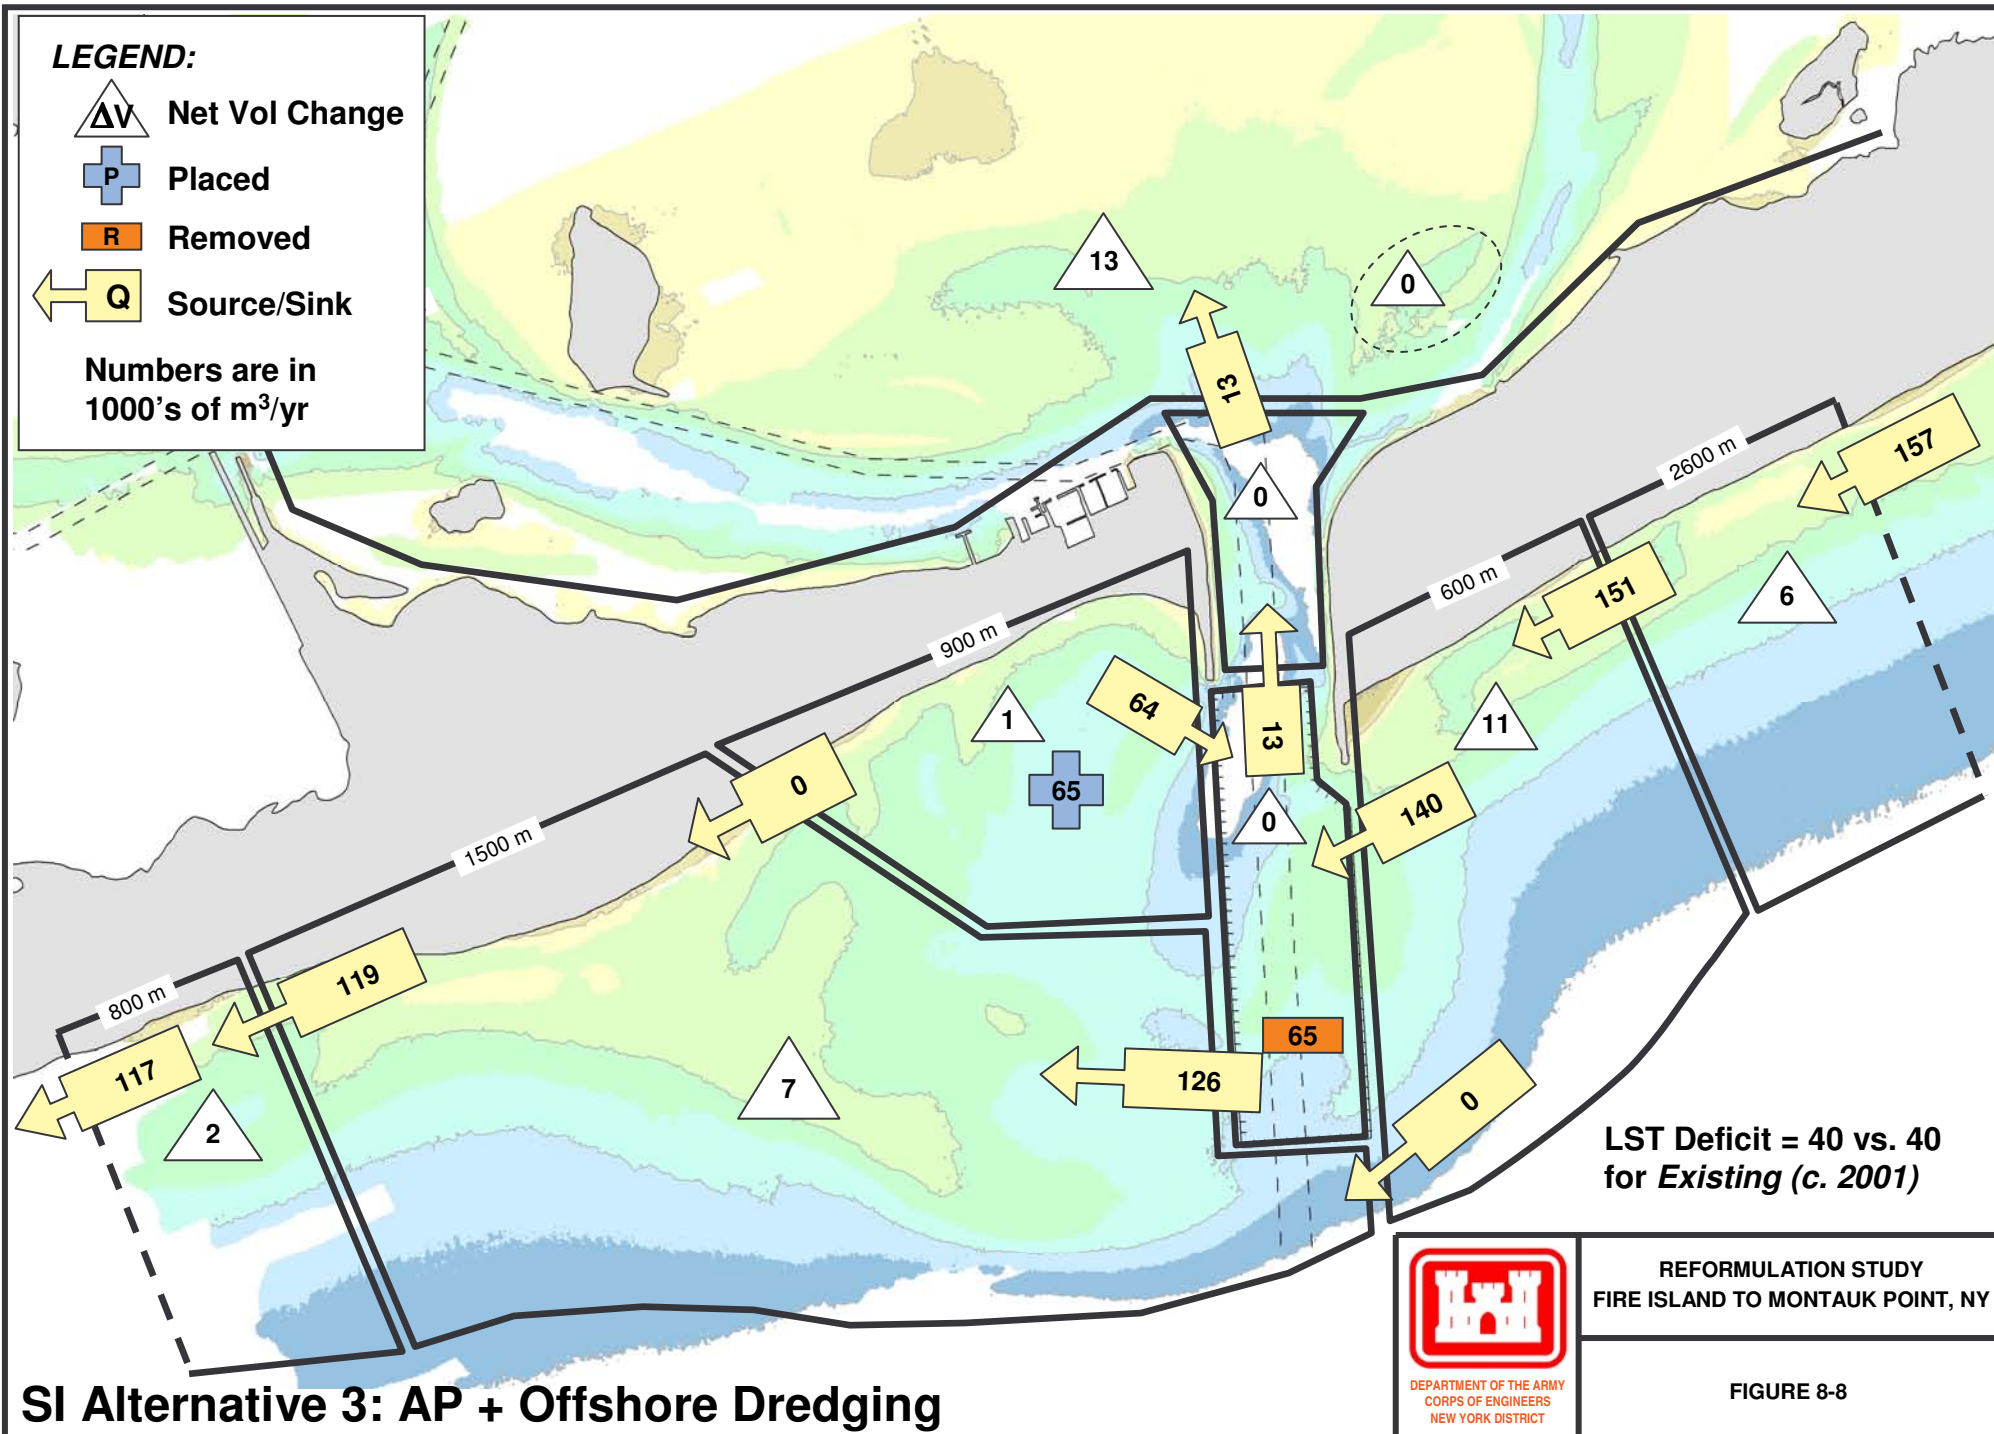 LEGEND:
ΔV Net Vol Change
P Placed
R Removed
Q Source/Sink
Numbers are in
1000's of m³/yr
13
0
13
0
157
2600 m
151
6
600 m
900 m
64
1
13
11
65
0
140
0
1500 m
119
800 m
65
117
126
7
0
2
LST Deficit = 40 vs. 40
for Existing (c. 2001)
REFORMULATION STUDY
FIRE ISLAND TO MONTAUK POINT, NY
DEPARTMENT OF THE ARMY
CORPS OF ENGINEERS
NEW YORK DISTRICT
FIGURE 8-8
SI Alternative 3: AP + Offshore Dredging